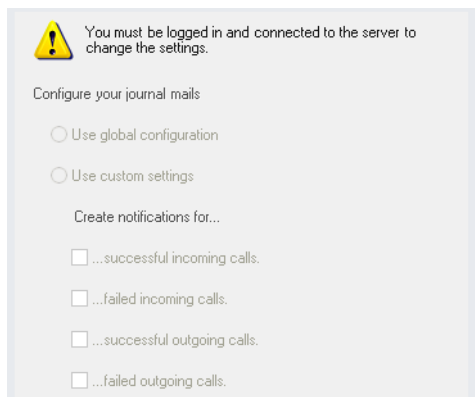 You must be logged in and connected to the server to
change the settings.
Configure your journal mails
Use global configuration
Use custom settings
Create notifications for...
...successful incoming calls.
...failed incoming calls.
...successful outgoing calls.
...failed outgoing calls.